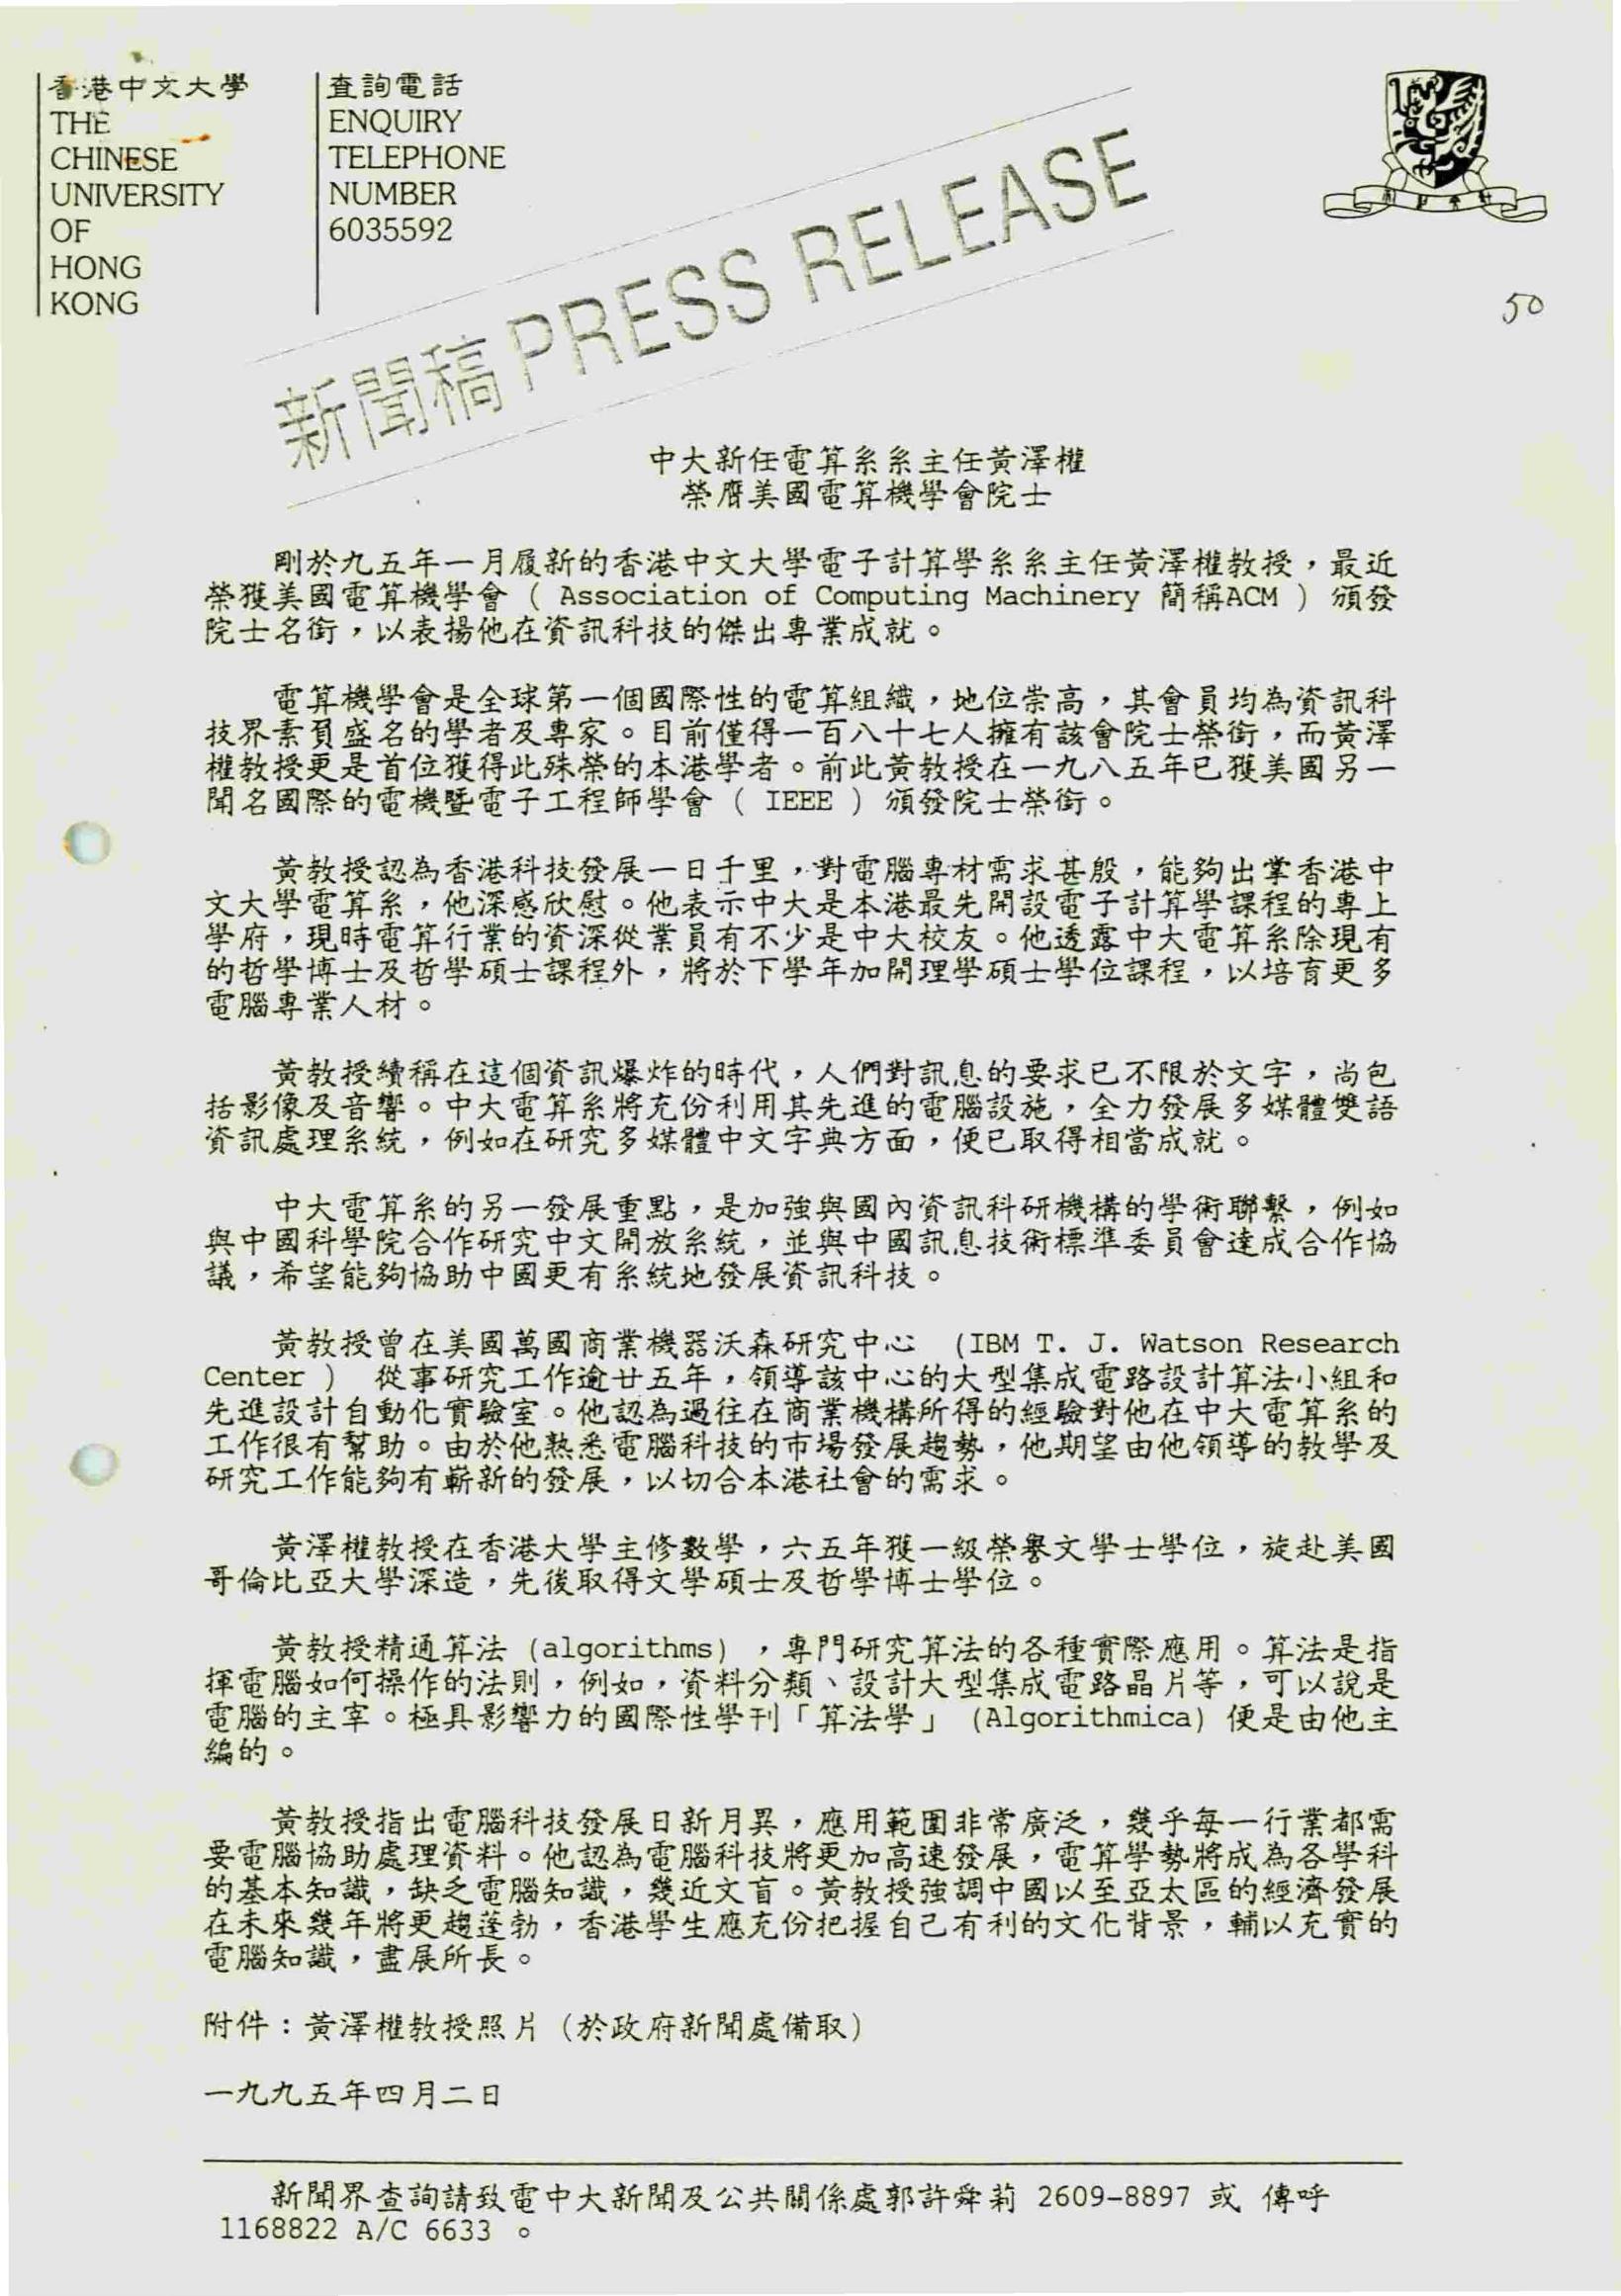 香港中文大學
THE
CHINESE
UNIVERSITY
OF
HONG
KONG
查詢電話
ENQUIRY
TELEPHONE
NUMBER
6035592
新聞稿 PRESS RELEASE
50
中大新任電算系系主任黃澤權
榮膺美國電算機學會院士
剛於九五年一月履新的香港中文大學電子計算學系系主任黃澤權教授，最近
榮獲美國電算機學會（ Association of Computing Machinery 簡稱ACM ）頒發
院士名銜，以表揚他在資訊科技的傑出專業成就。
電算機學會是全球第一個國際性的電算組織，地位崇高，其會員均為資訊科
技界素負盛名的學者及專家。目前僅得一百八十七人擁有該會院士榮銜，而黃澤
權教授更是首位獲得此殊榮的本港學者。前此黃教授在一九八五年已獲美國另一
聞名國際的電機暨電子工程師學會（ IEEE ）頒發院士榮銜。
黃教授認為香港科技發展一日千里，對電腦專材需求甚殷，能夠出掌香港中
文大學電算系，他深感欣慰。他表示中大是本港最先開設電子計算學課程的專上
學府，現時電算行業的資深從業員有不少是中大校友。他透露中大電算系除現有
的哲學博士及哲學碩士課程外，將於下學年加開理學碩士學位課程，以培育更多
電腦專業人材。
黃教授續稱在這個資訊爆炸的時代，人們對訊息的要求已不限於文字，尚包
括影像及音響。中大電算系將充份利用其先進的電腦設施，全力發展多媒體雙語
資訊處理系統，例如在研究多媒體中文字典方面，便已取得相當成就。
中大電算系的另一發展重點，是加強與國內資訊科研機構的學術聯繫，例如
與中國科學院合作研究中文開放系統，並與中國訊息技術標準委員會達成合作協
議，希望能夠協助中國更有系統地發展資訊科技。
黃教授曾在美國萬國商業機器沃森研究中心 (IBM T. J. Watson Research
Center ) 從事研究工作逾廿五年，領導該中心的大型集成電路設計算法小組和
先進設計自動化實驗室。他認為過往在商業機構所得的經驗對他在中大電算系的
工作很有幫助。由於他熟悉電腦科技的市場發展趨勢，他期望由他領導的教學及
研究工作能夠有嶄新的發展，以切合本港社會的需求。
黃澤權教授在香港大學主修數學，六五年獲一級榮譽文學士學位，旋赴美國
哥倫比亞大學深造，先後取得文學碩士及哲學博士學位。
黃教授精通算法 (algorithms) ，專門研究算法的各種實際應用。算法是指
揮電腦如何操作的法則，例如，資料分類、設計大型集成電路晶片等，可以說是
電腦的主宰。極具影響力的國際性學刊「算法學」 (Algorithmica) 便是由他主
編的。
黃教授指出電腦科技發展日新月異，應用範圍非常廣泛，幾乎每一行業都需
要電腦協助處理資料。他認為電腦科技將更加高速發展，電算學勢將成為各學科
的基本知識，缺乏電腦知識，幾近文盲。黃教授強調中國以至亞太區的經濟發展
在未來幾年將更趨蓬勃，香港學生應充份把握自己有利的文化背景，輔以充實的
電腦知識，盡展所長。
附件：黃澤權教授照片（於政府新聞處備取）
一九九五年四月二日
新聞界查詢請致電中大新聞及公共關係處郭許舜莉 2609-8897 或 傳呼
1168822 A/C 6633 。